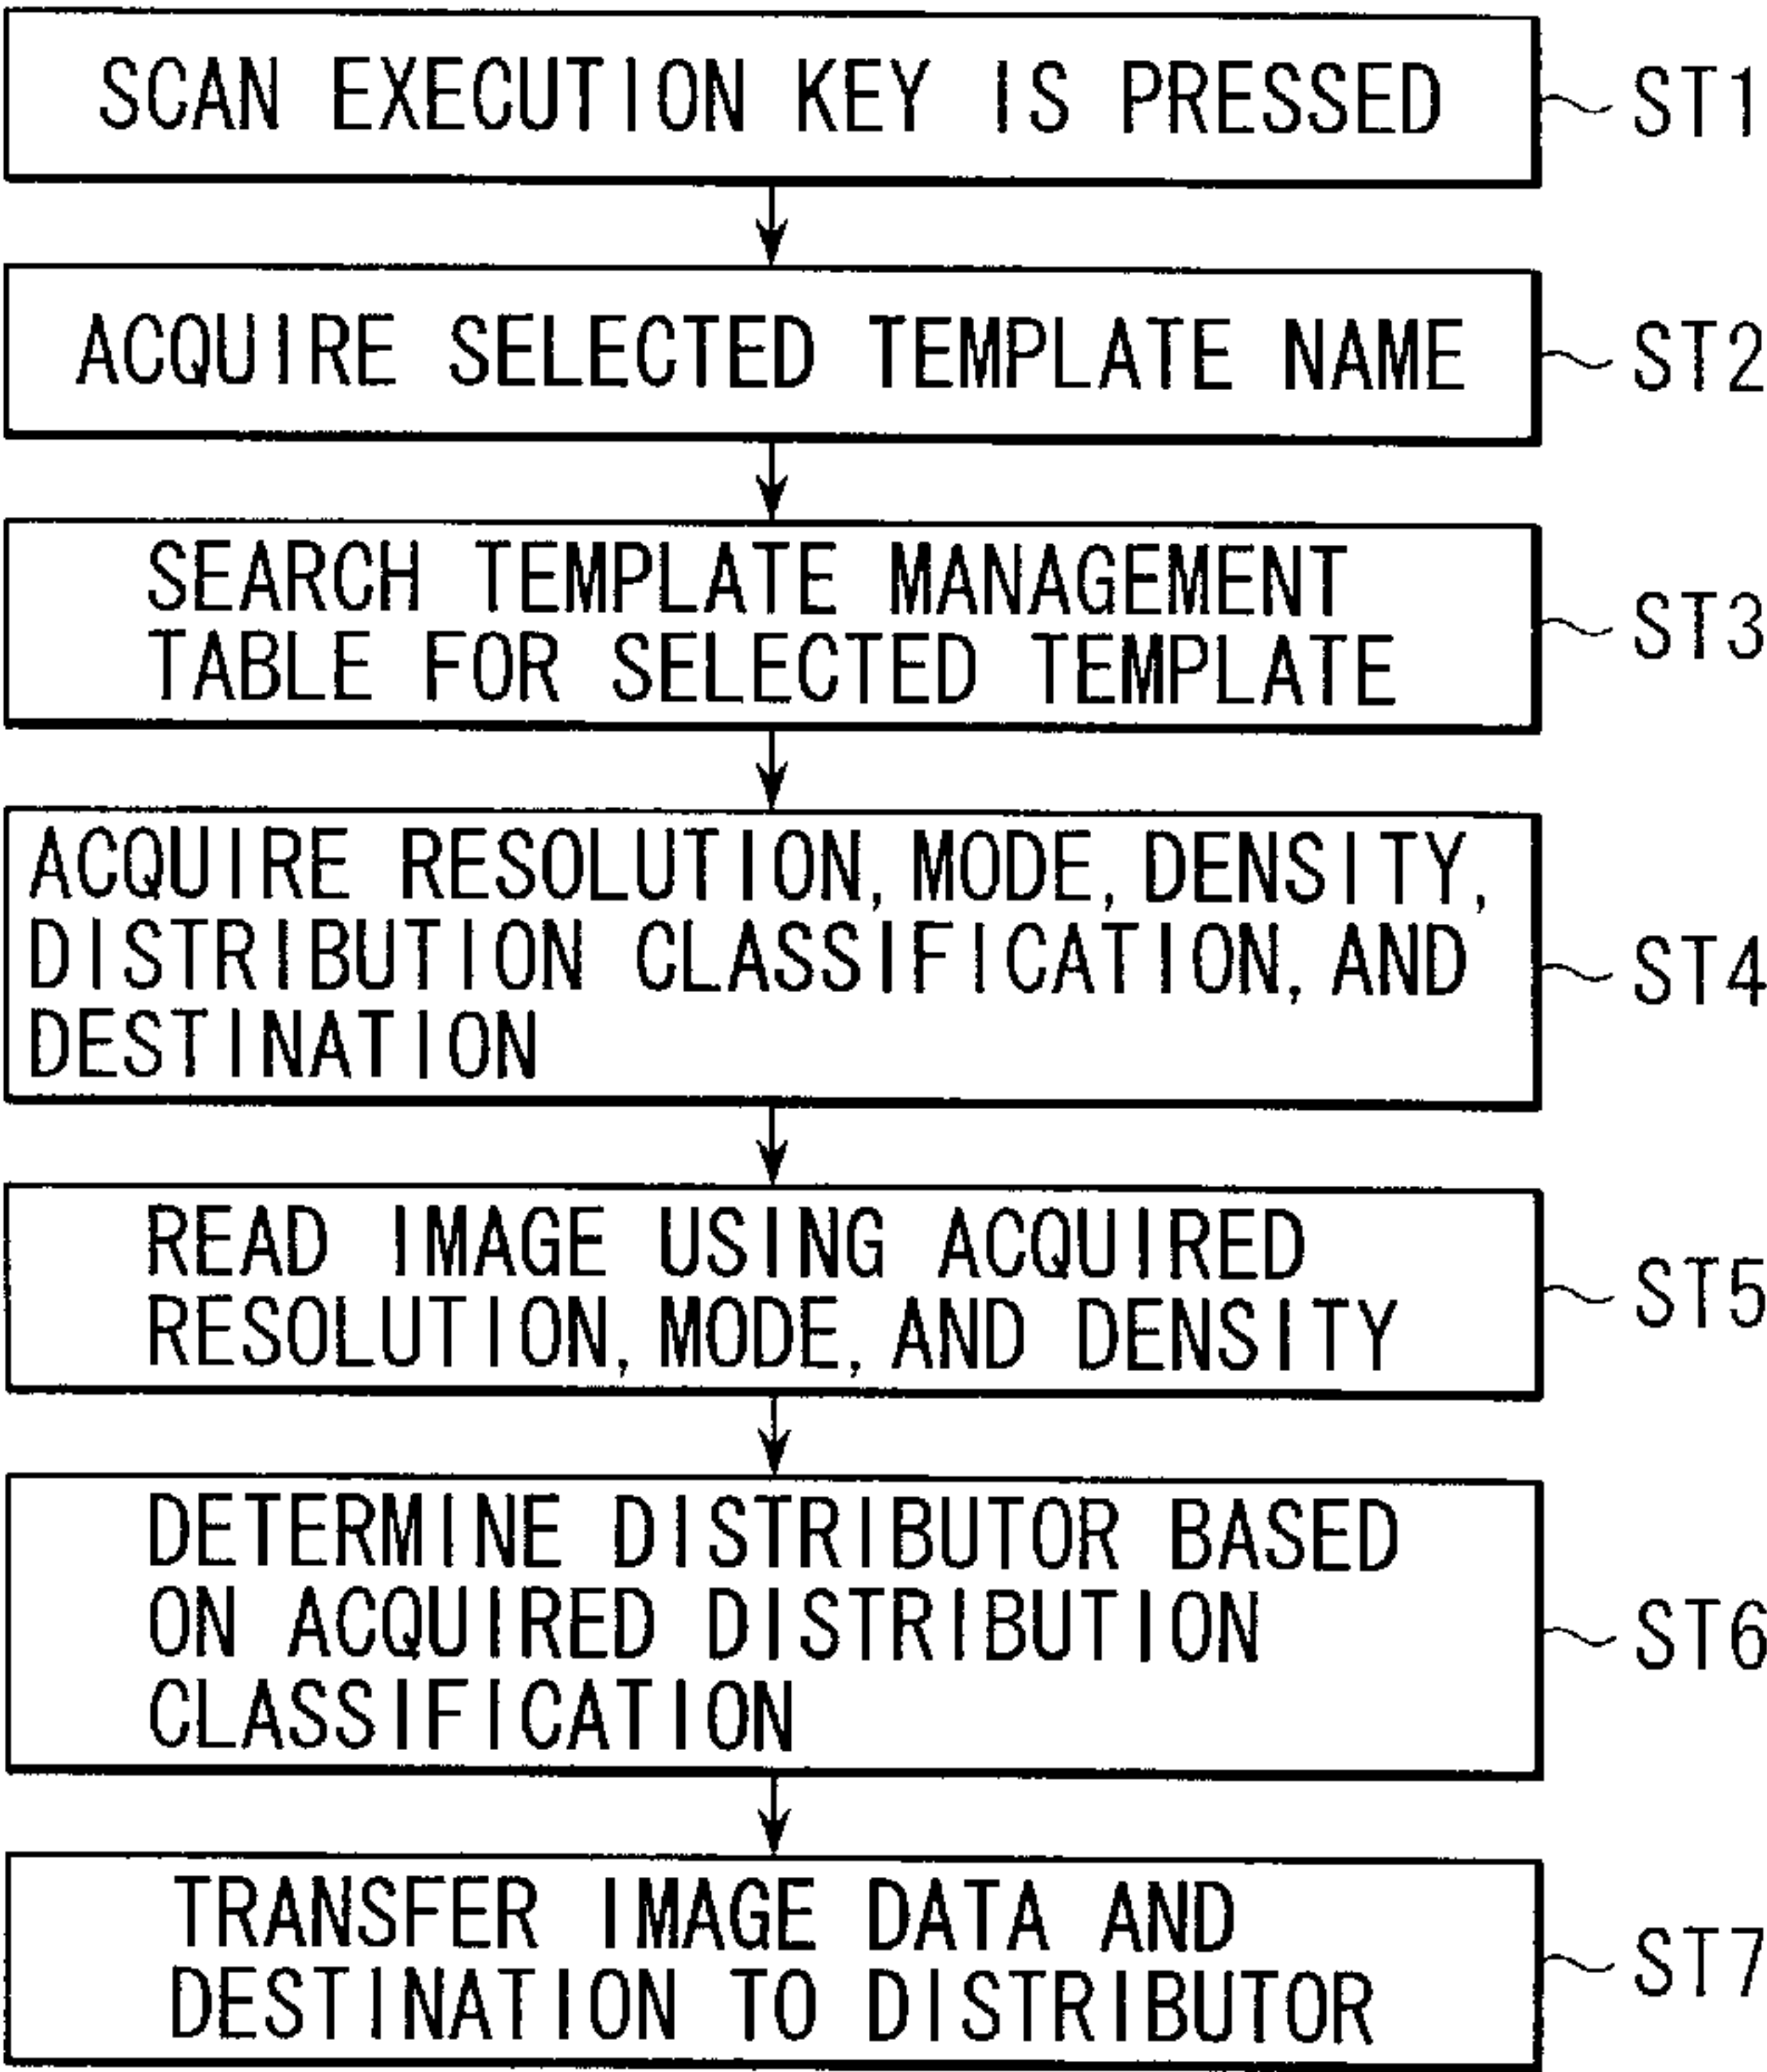 SCAN EXECUTION KEY IS PRESSED
ST1
ACQUIRE SELECTED TEMPLATE NAME
ST2
SEARCH TEMPLATE MANAGEMENT
TABLE FOR SELECTED TEMPLATE
ST3
ACQUIRE RESOLUTION, MODE, DENSITY,
DISTRIBUTION CLASSIFICATION, AND
DESTINATION
ST4
READ IMAGE USING ACQUIRED
RESOLUTION, MODE, AND DENSITY
ST5
DETERMINE DISTRIBUTOR BASED
ON ACQUIRED DISTRIBUTION
CLASSIFICATION
ST6
TRANSFER IMAGE DATA AND
DESTINATION TO DISTRIBUTOR
ST7